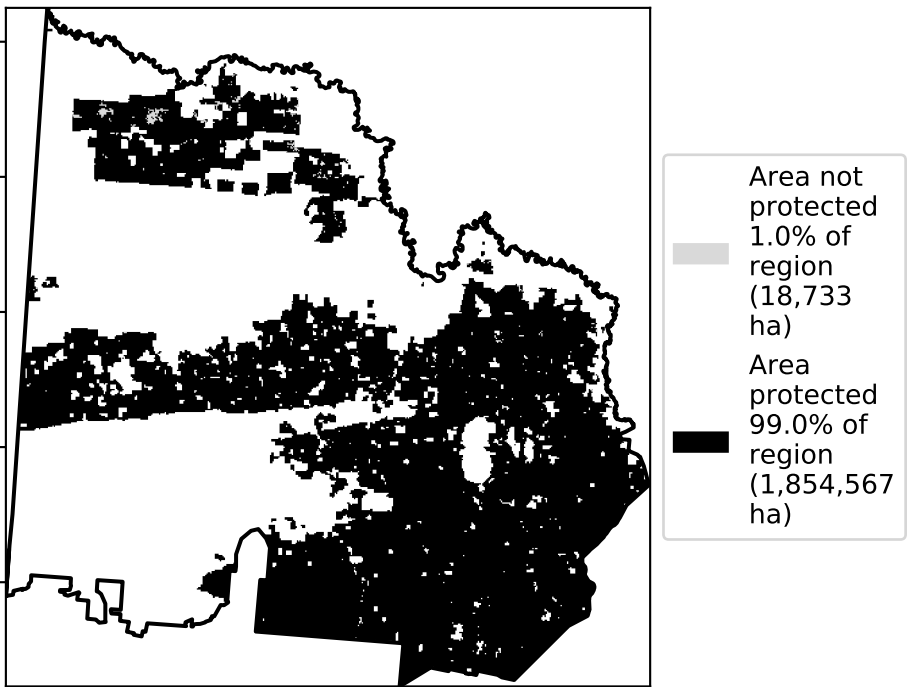 Area not
protected
1.0% of
region
(18,733
ha)
Area
protected
99.0% of
region
(1,854,567
ha)